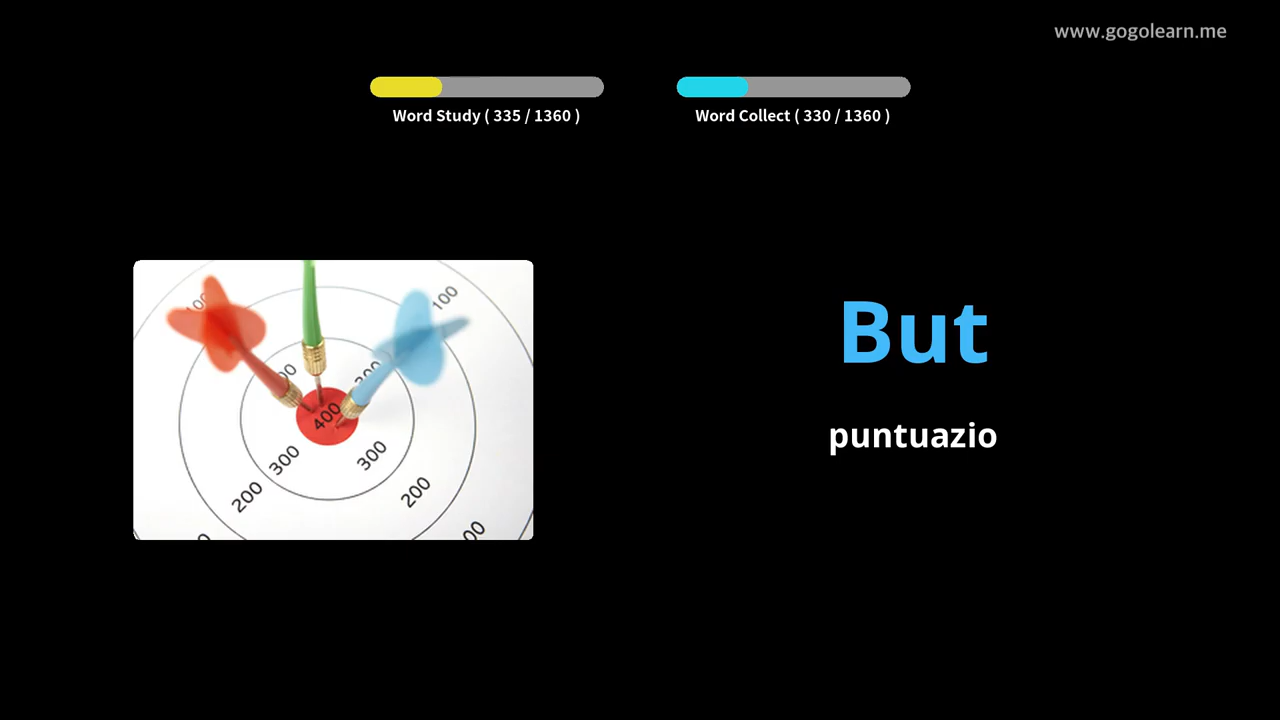 www.gogolearn.me
Word Study ( 335 / 1360 )
Word Collect ( 330 / 1360 )
But
puntuazio
100
100
400
300
300
200
200